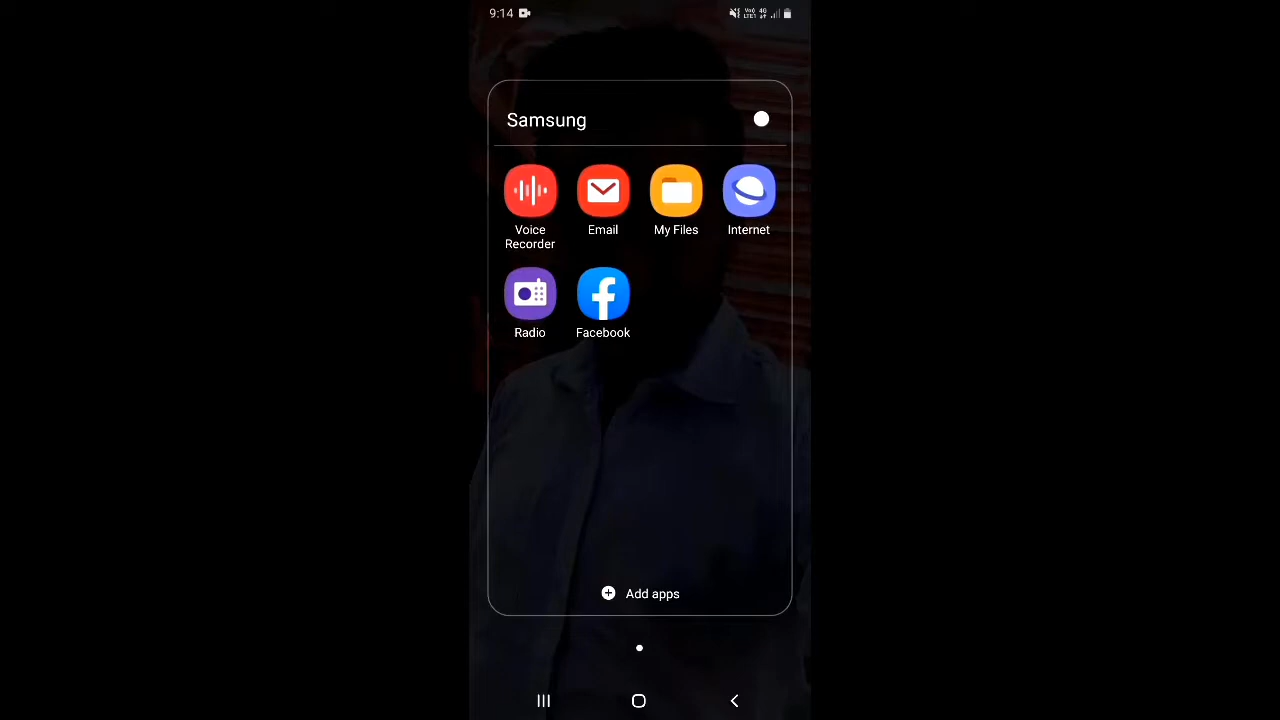 9:14
Samsung
Voice Recorder
Email
My Files
Internet
Radio
Facebook
Add apps